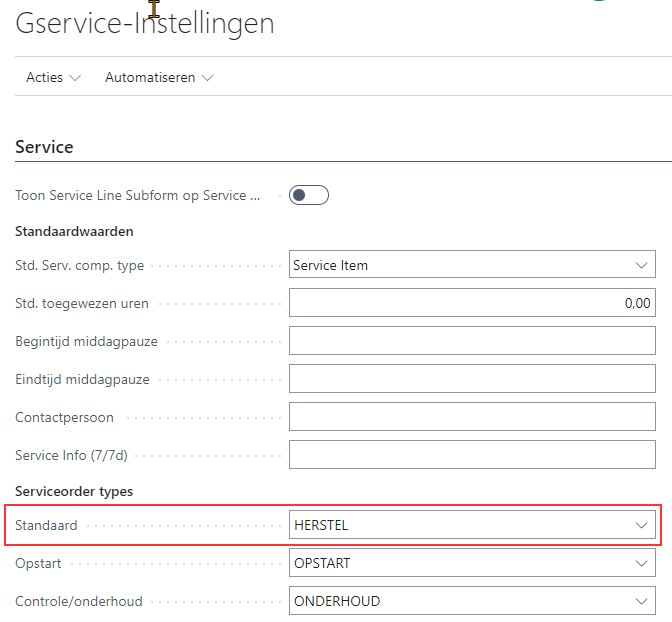 Gservice-Instellingen
Acties Automatiseren
Service
Toon Service Line Subform op Service ...
Standaardwaarden
Std. Serv. comp. type Service Item
Std. toegewezen uren 0,00
Begintijd middagpauze
Eindtijd middagpauze
Contactpersoon
Service Info (7/7d)
Serviceorder types
Standaard HERSTEL
Opstart OPSTART
Controle/onderhoud ONDERHOUD